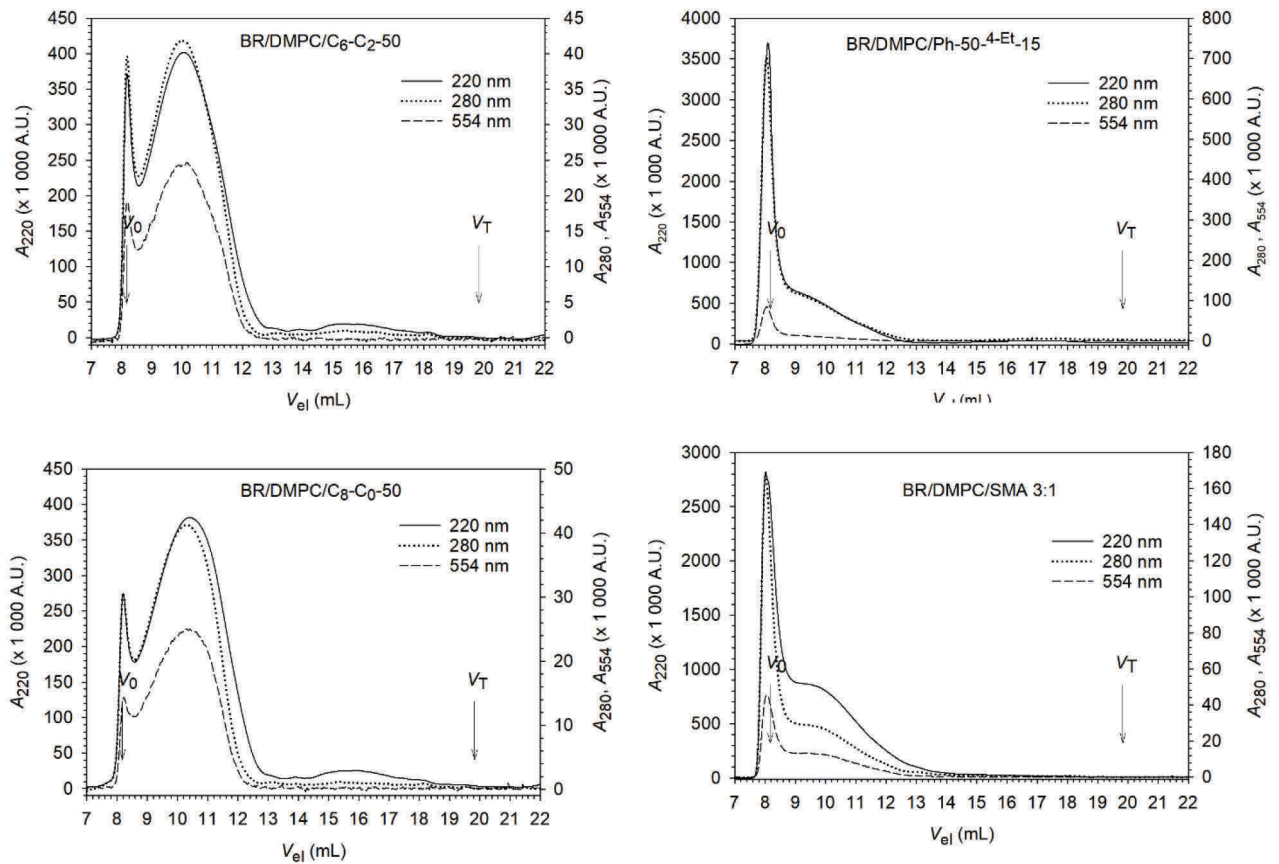 BR/DMPC/C6-C2-50
220 nm
280 nm
554 nm
V0
VT
A220 (x 1 000 A.U.)
A280 , A554 (x 1 000 A.U.)
450
400
350
300
250
200
150
100
50
0
45
40
35
30
25
20
15
10
5
0
7 8 9 10 11 12 13 14 15 16 17 18 19 20 21 22
Vel (mL)
BR/DMPC/Ph-50-4-Et-15
220 nm
280 nm
554 nm
V0
VT
A220 (x 1 000 A.U.)
A280 , A554 (x 1 000 A.U.)
3500
3000
2500
2000
1500
1000
500
0
800
700
600
500
400
300
200
100
0
7 8 9 10 11 12 13 14 15 16 17 18 19 20 21 22
BR/DMPC/C8-C0-50
220 nm
280 nm
554 nm
V0
VT
A220 (x 1 000 A.U.)
A280 , A554 (x 1 000 A.U.)
450
400
350
300
250
200
150
100
50
0
50
40
30
20
10
0
7 8 9 10 11 12 13 14 15 16 17 18 19 20 21 22
Vel (mL)
BR/DMPC/SMA 3:1
220 nm
280 nm
554 nm
V0
VT
A220 (x 1 000 A.U.)
A280 , A554 (x 1 000 A.U.)
3000
2500
2000
1500
1000
500
0
180
160
140
120
100
80
60
40
20
0
7 8 9 10 11 12 13 14 15 16 17 18 19 20 21 22
Vel (mL)